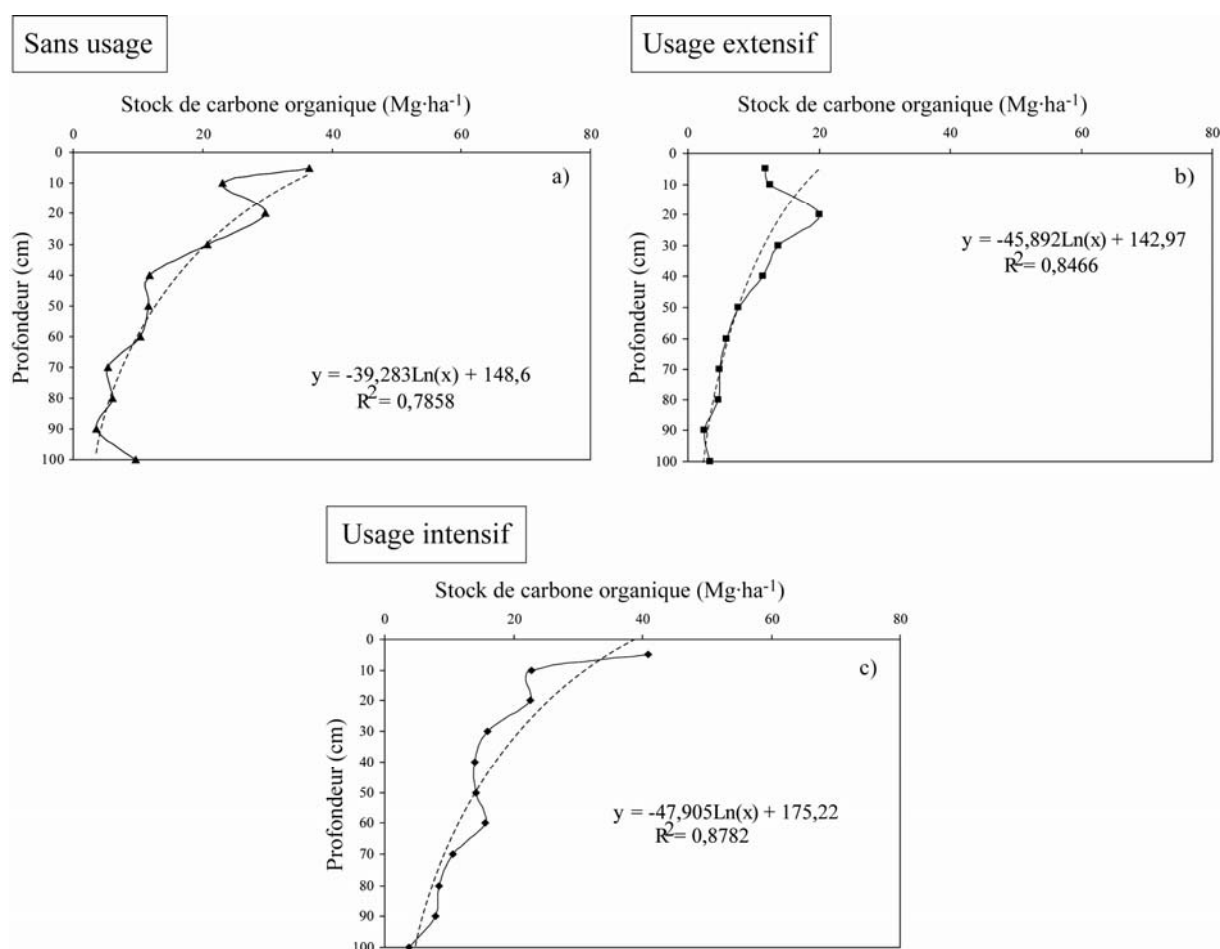 Sans usage
Stock de carbone organique (Mg·ha-1)
0 20 40 60 80
0
10
20
30
40
50
60
70
80
90
100
Profondeur (cm)
a)
y = -39,283Ln(x) + 148,6
R2 = 0,7858
Usage extensif
Stock de carbone organique (Mg·ha-1)
0 20 40 60 80
0
10
20
30
40
50
60
70
80
90
100
Profondeur (cm)
b)
y = -45,892Ln(x) + 142,97
R2 = 0,8466
Usage intensif
Stock de carbone organique (Mg·ha-1)
0 20 40 60 80
0
10
20
30
40
50
60
70
80
90
100
Profondeur (cm)
c)
y = -47,905Ln(x) + 175,22
R2 = 0,8782